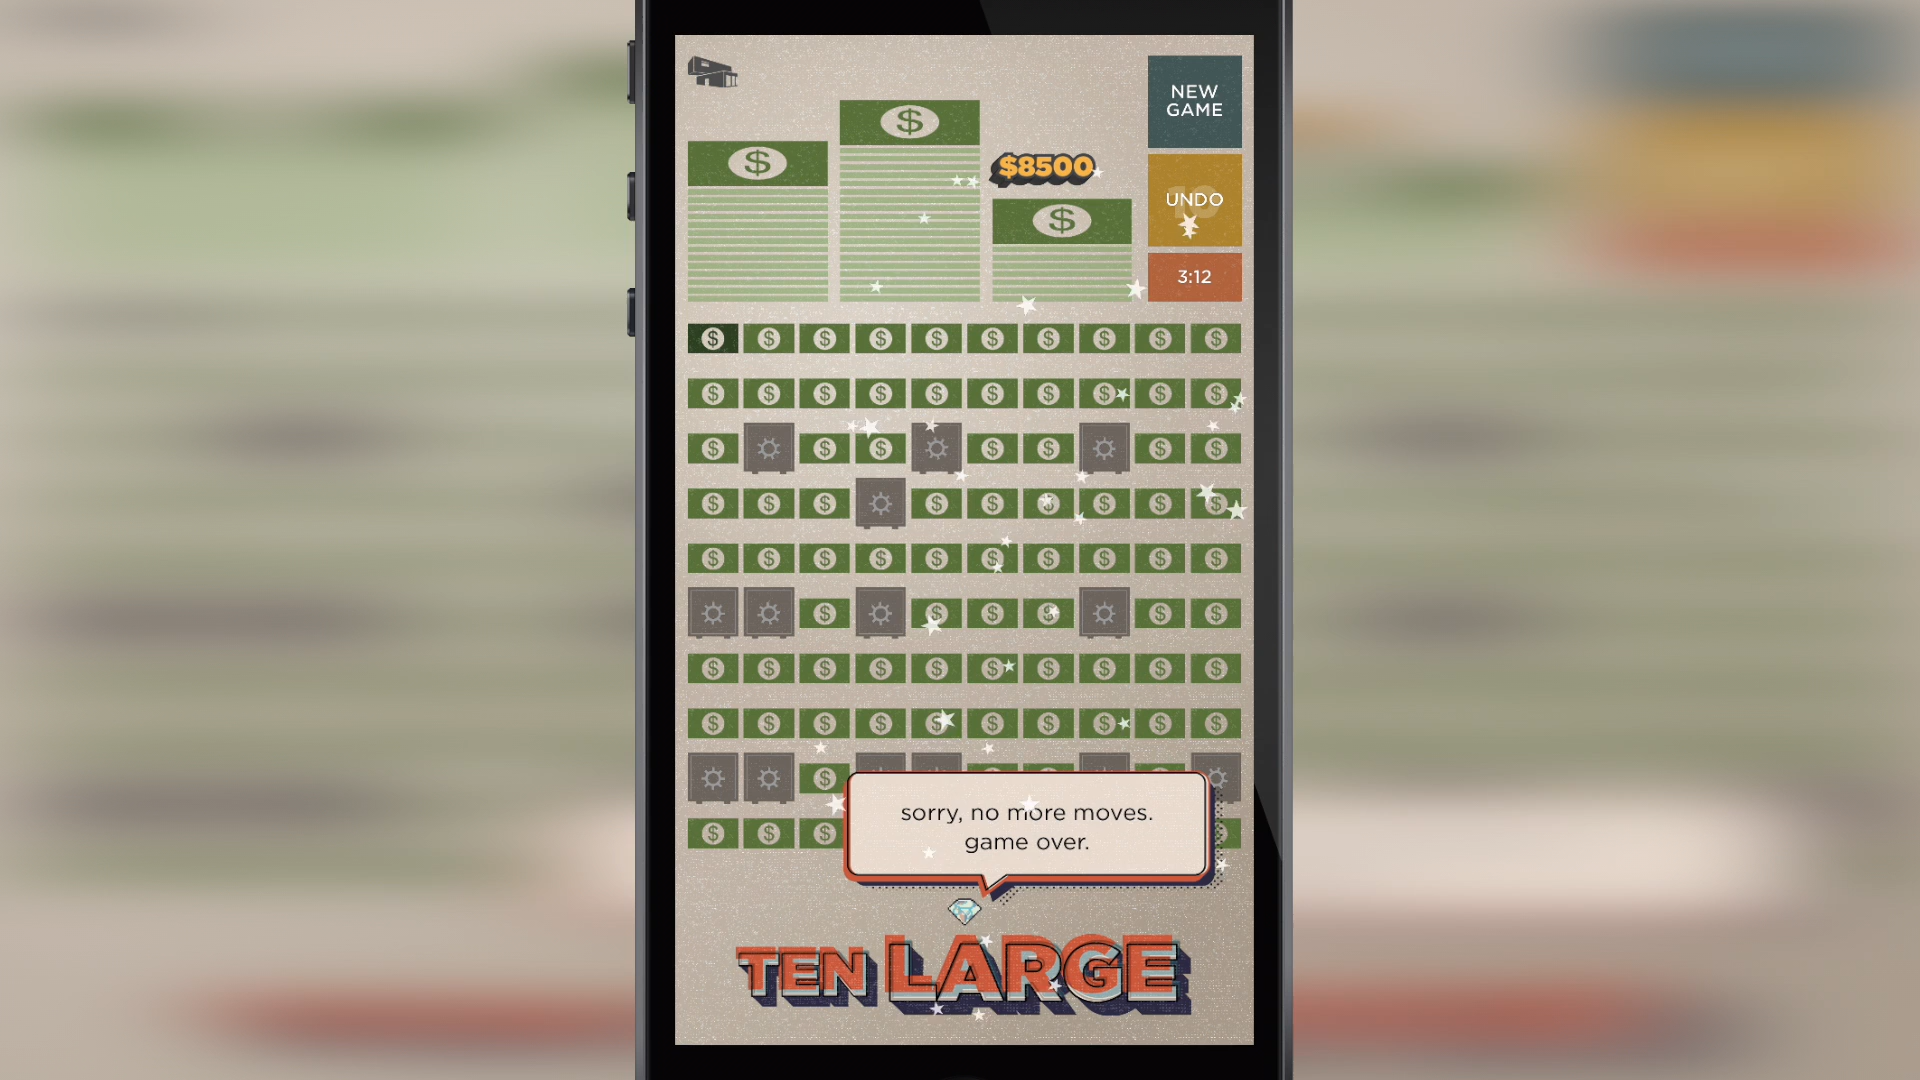 NEW
GAME
$8500
UNDO
3:12
sorry, no more moves.
game over.
TEN LARGE